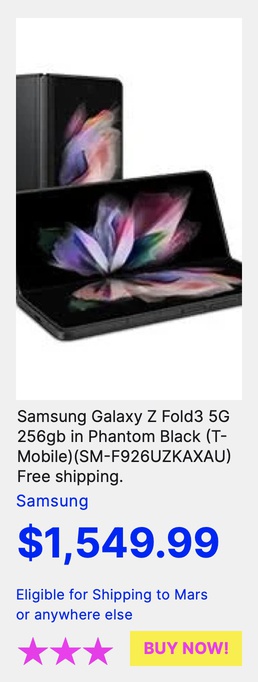 Samsung Galaxy Z Fold3 5G
256gb in Phantom Black (T-
Mobile)(SM-F926UZKAXAU)
Free shipping.
Samsung
$1,549.99
Eligible for Shipping to Mars
or anywhere else
BUY NOW!